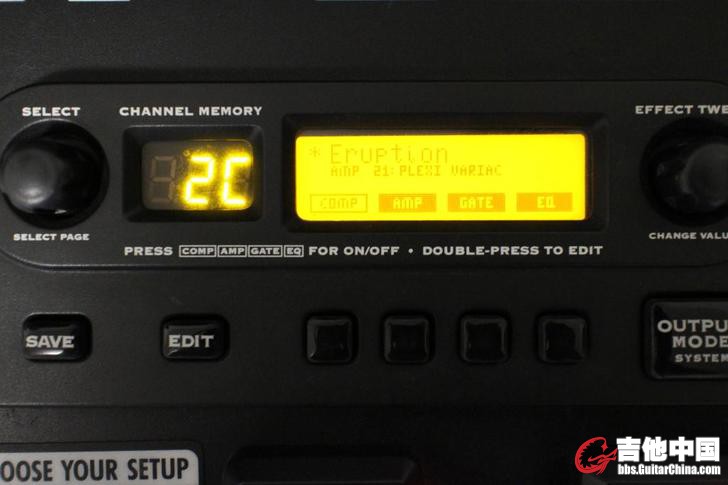 SELECT
CHANNEL MEMORY
EFFECT TWE
2C
* Eruption
AMP 21: PLEXI VARIAC
COMP AMP GATE EQ
SELECT PAGE
CHANGE VALU
PRESS COMP AMP GATE EQ FOR ON/OFF • DOUBLE-PRESS TO EDIT
SAVE
EDIT
OUTPU
MODE
SYSTEM
OOSE YOUR SETUP
吉他中国
bbs.GuitarChina.com